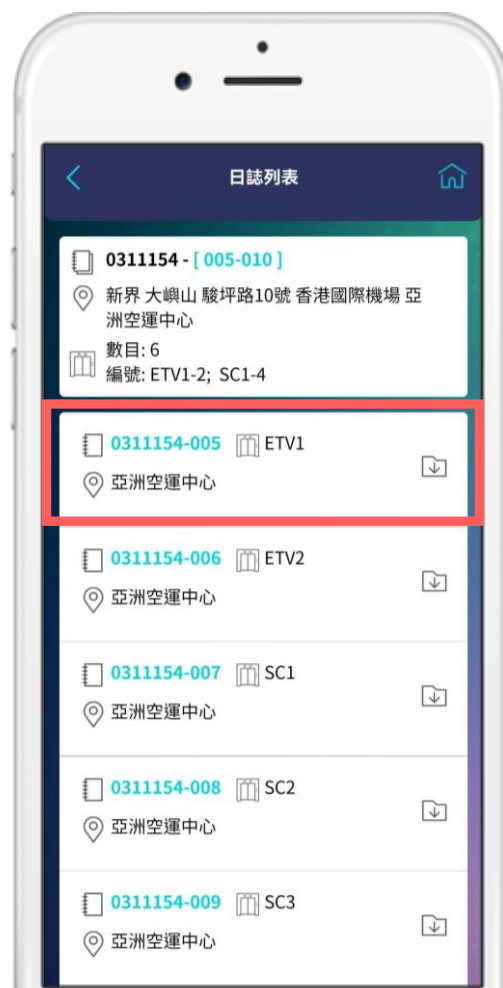 日誌列表
0311154 - [ 005-010 ]
新界 大嶼山 駿坪路10號 香港國際機場 亞
洲空運中心
數目: 6
編號: ETV1-2; SC1-4
0311154-005 ETV1
亞洲空運中心
0311154-006 ETV2
亞洲空運中心
0311154-007 SC1
亞洲空運中心
0311154-008 SC2
亞洲空運中心
0311154-009 SC3
亞洲空運中心